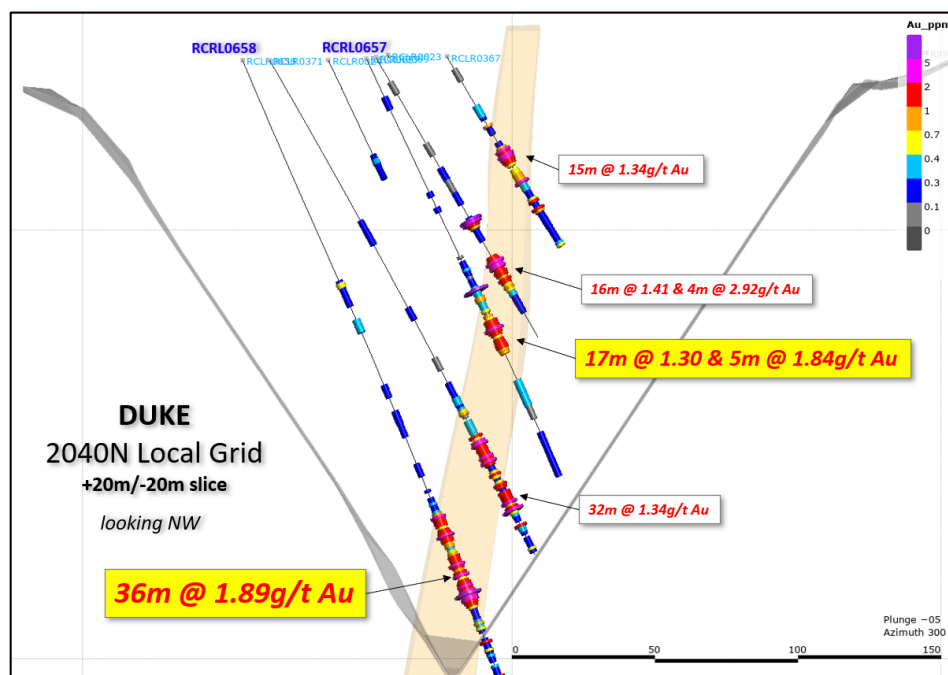 Au_ppm
RCRL0658
RCRL0657
RCLR0371
RCLR0023
RCLR0367
5
2
1
0.7
0.4
0.3
0.1
0
15m @ 1.34g/t Au
16m @ 1.41 & 4m @ 2.92g/t Au
17m @ 1.30 & 5m @ 1.84g/t Au
DUKE
2040N Local Grid
+20m/-20m slice
looking NW
32m @ 1.34g/t Au
36m @ 1.89g/t Au
Plunge −05
Azimuth 300
0 50 100 150